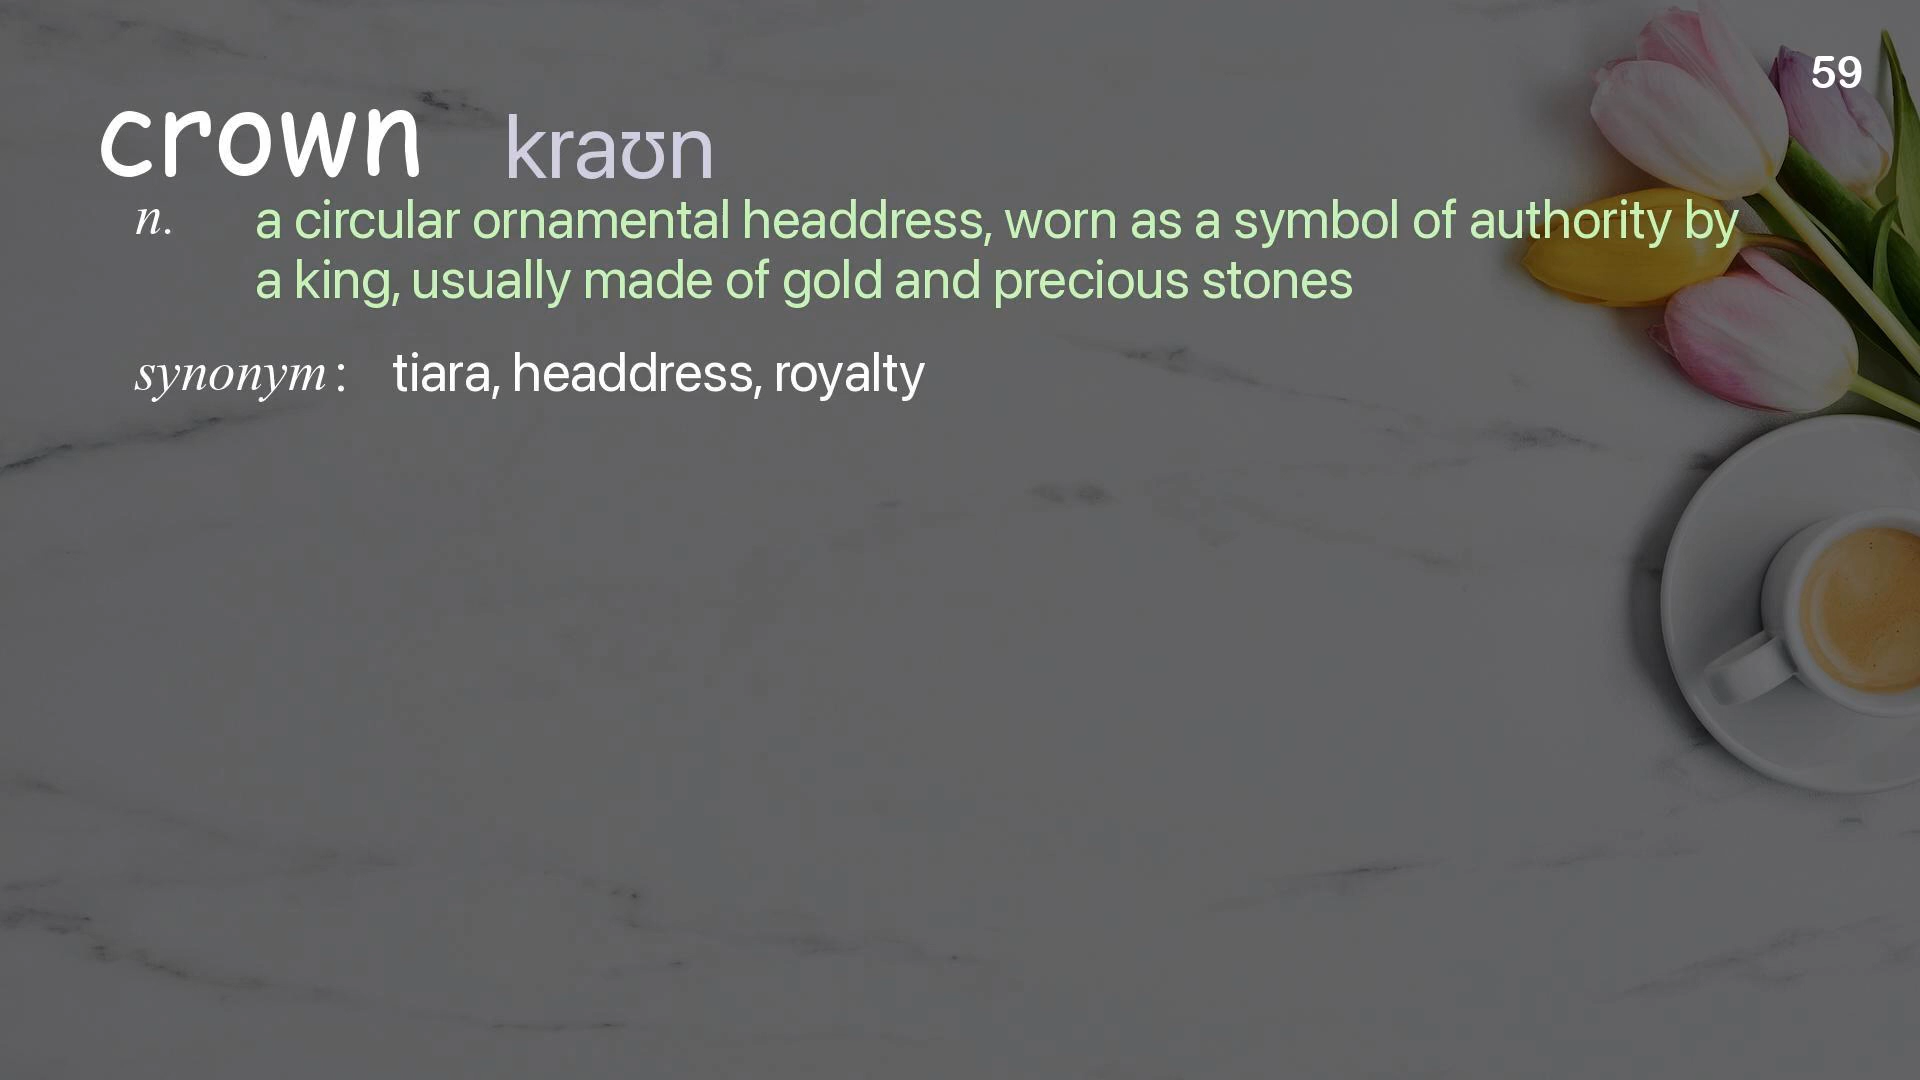 59
crown kraʊn
n. a circular ornamental headdress, worn as a symbol of authority by
a king, usually made of gold and precious stones
synonym: tiara, headdress, royalty